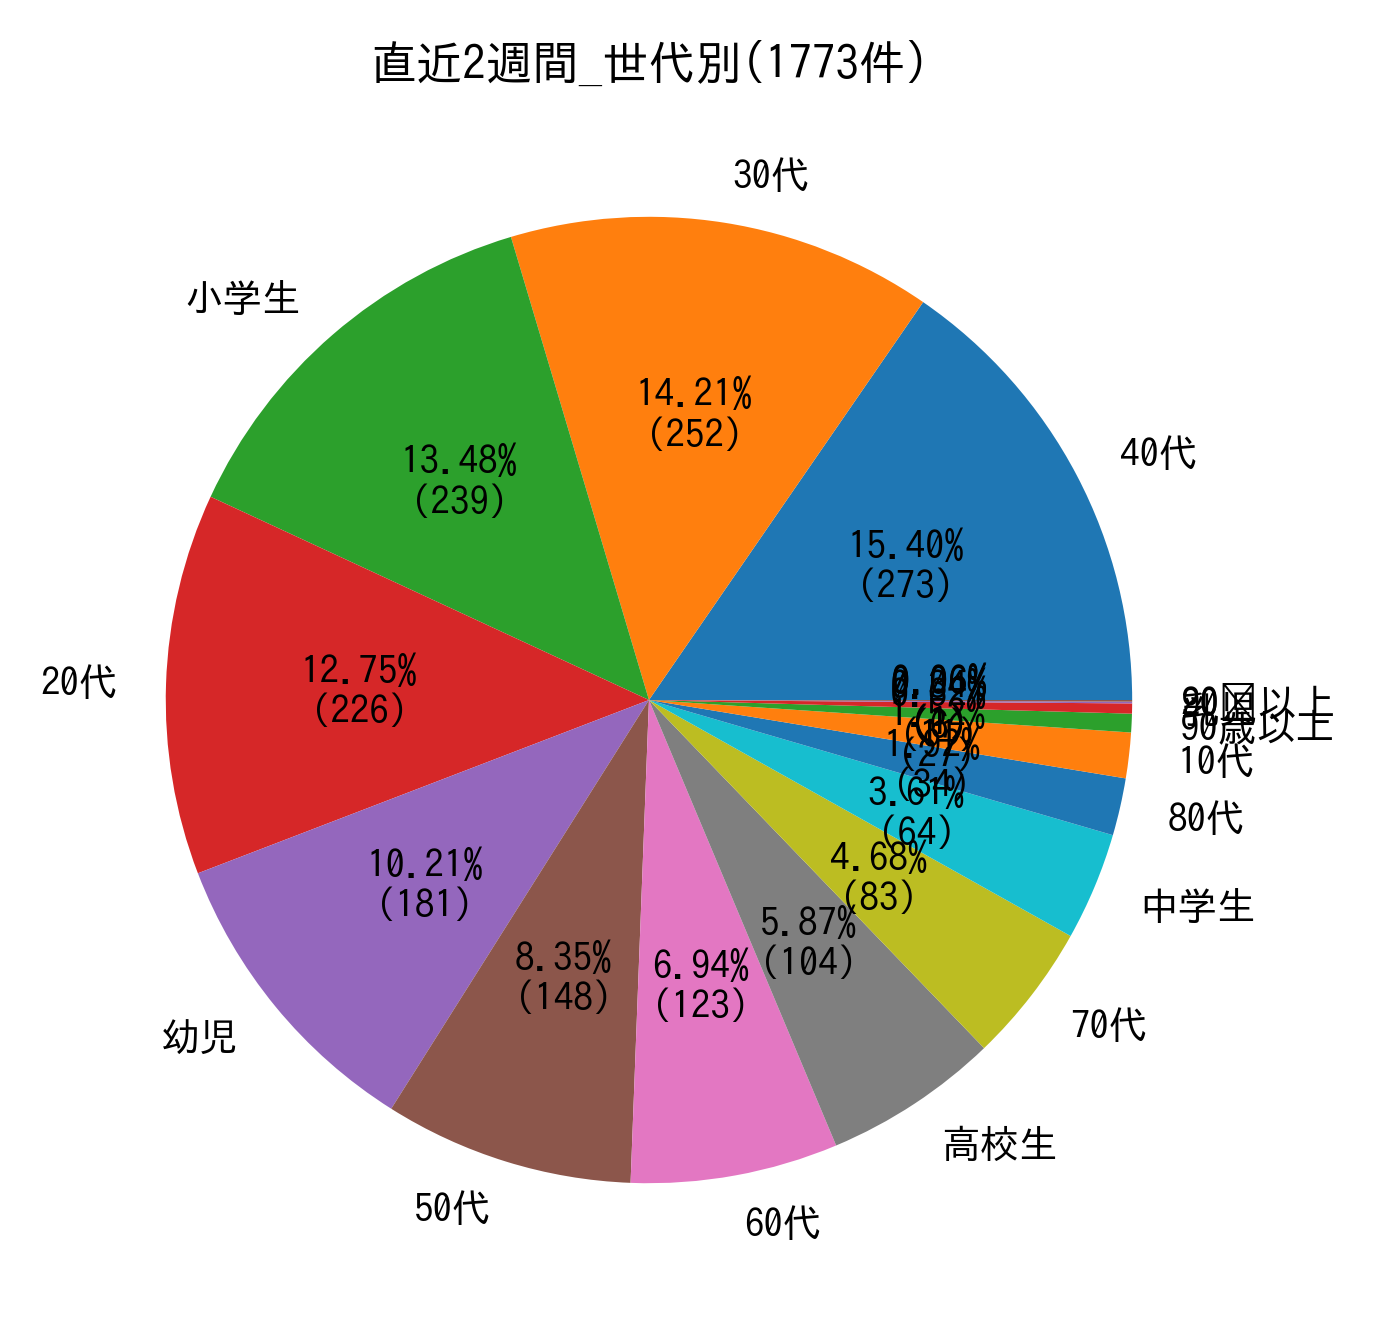 直近2週間_世代別(1773件)
30代
小学生
40代
14.21%
(252)
13.48%
(239)
15.40%
(273)
20代
12.75%
(226)
10代
(27)
80代
(34)
3.61%
(64)
中学生
4.68%
(83)
10.21%
(181)
5.87%
(104)
8.35%
(148)
6.94%
(123)
70代
幼児
高校生
50代
60代